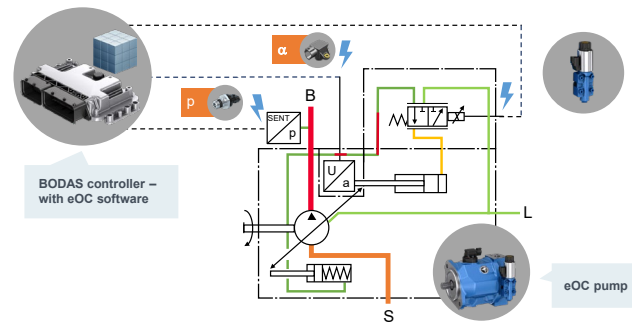 α
p
B
SENT
p
U
a
BODAS controller –
with eOC software
L
eOC pump
S